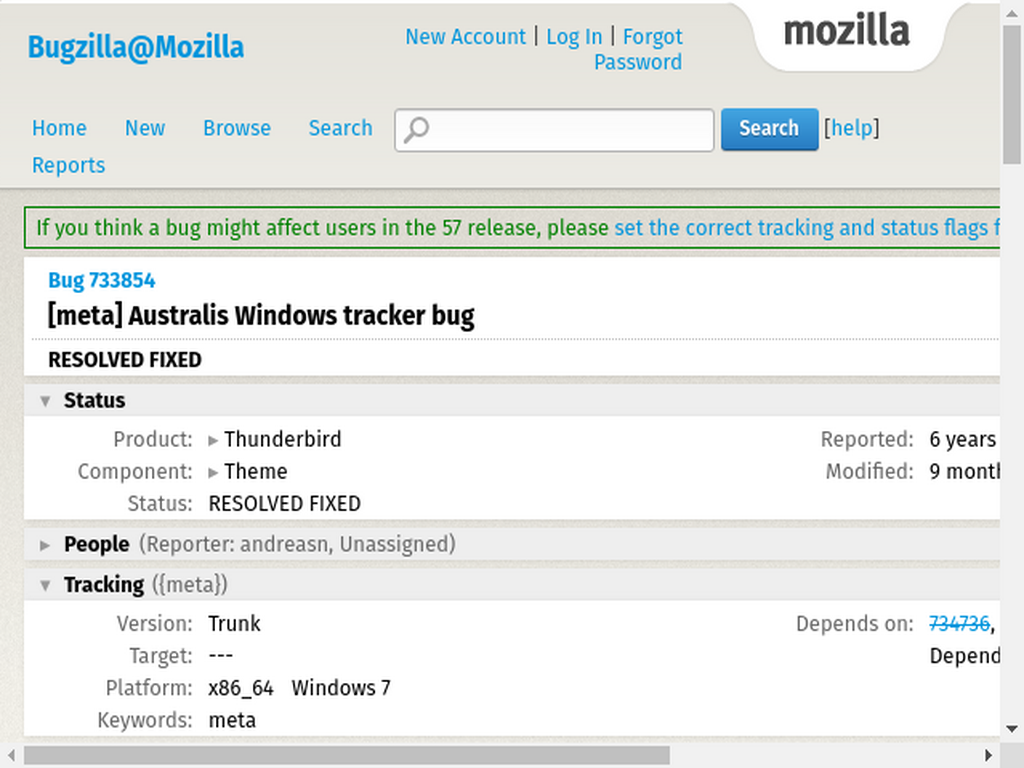 Bugzilla@Mozilla
New Account | Log In | Forgot
Password
mozilla
Home New Browse Search Search [help]
Reports
If you think a bug might affect users in the 57 release, please set the correct tracking and status flags f
Bug 733854
[meta] Australis Windows tracker bug
RESOLVED FIXED
Status
Product: Thunderbird Reported: 6 years
Component: Theme Modified: 9 month
Status: RESOLVED FIXED
People (Reporter: andreasn, Unassigned)
Tracking ({meta})
Version: Trunk Depends on: 734736,
Target: --- Depend
Platform: x86_64 Windows 7
Keywords: meta